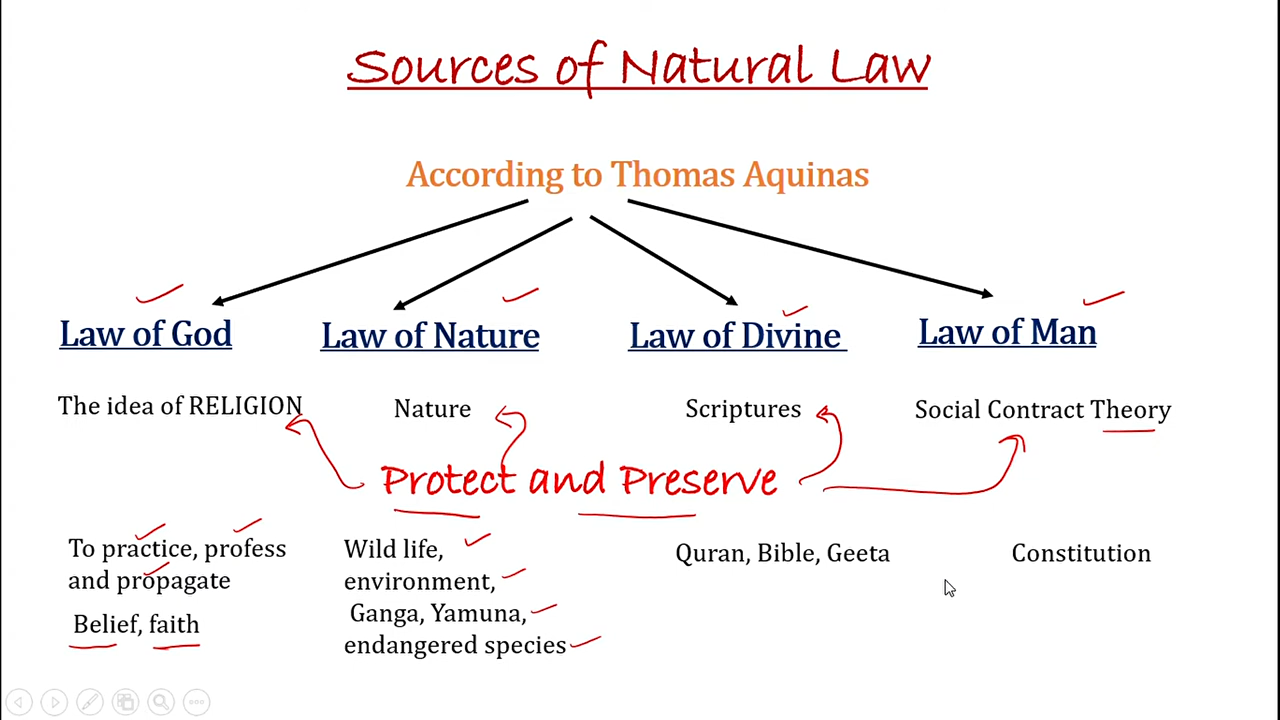 Sources of Natural Law
According to Thomas Aquinas
Law of God
Law of Nature
Law of Divine
Law of Man
The idea of RELIGION
Nature
Scriptures
Social Contract Theory
Protect and Preserve
To practice, profess
and propagate
Belief, faith
Wild life,
environment,
Ganga, Yamuna,
endangered species
Quran, Bible, Geeta
Constitution